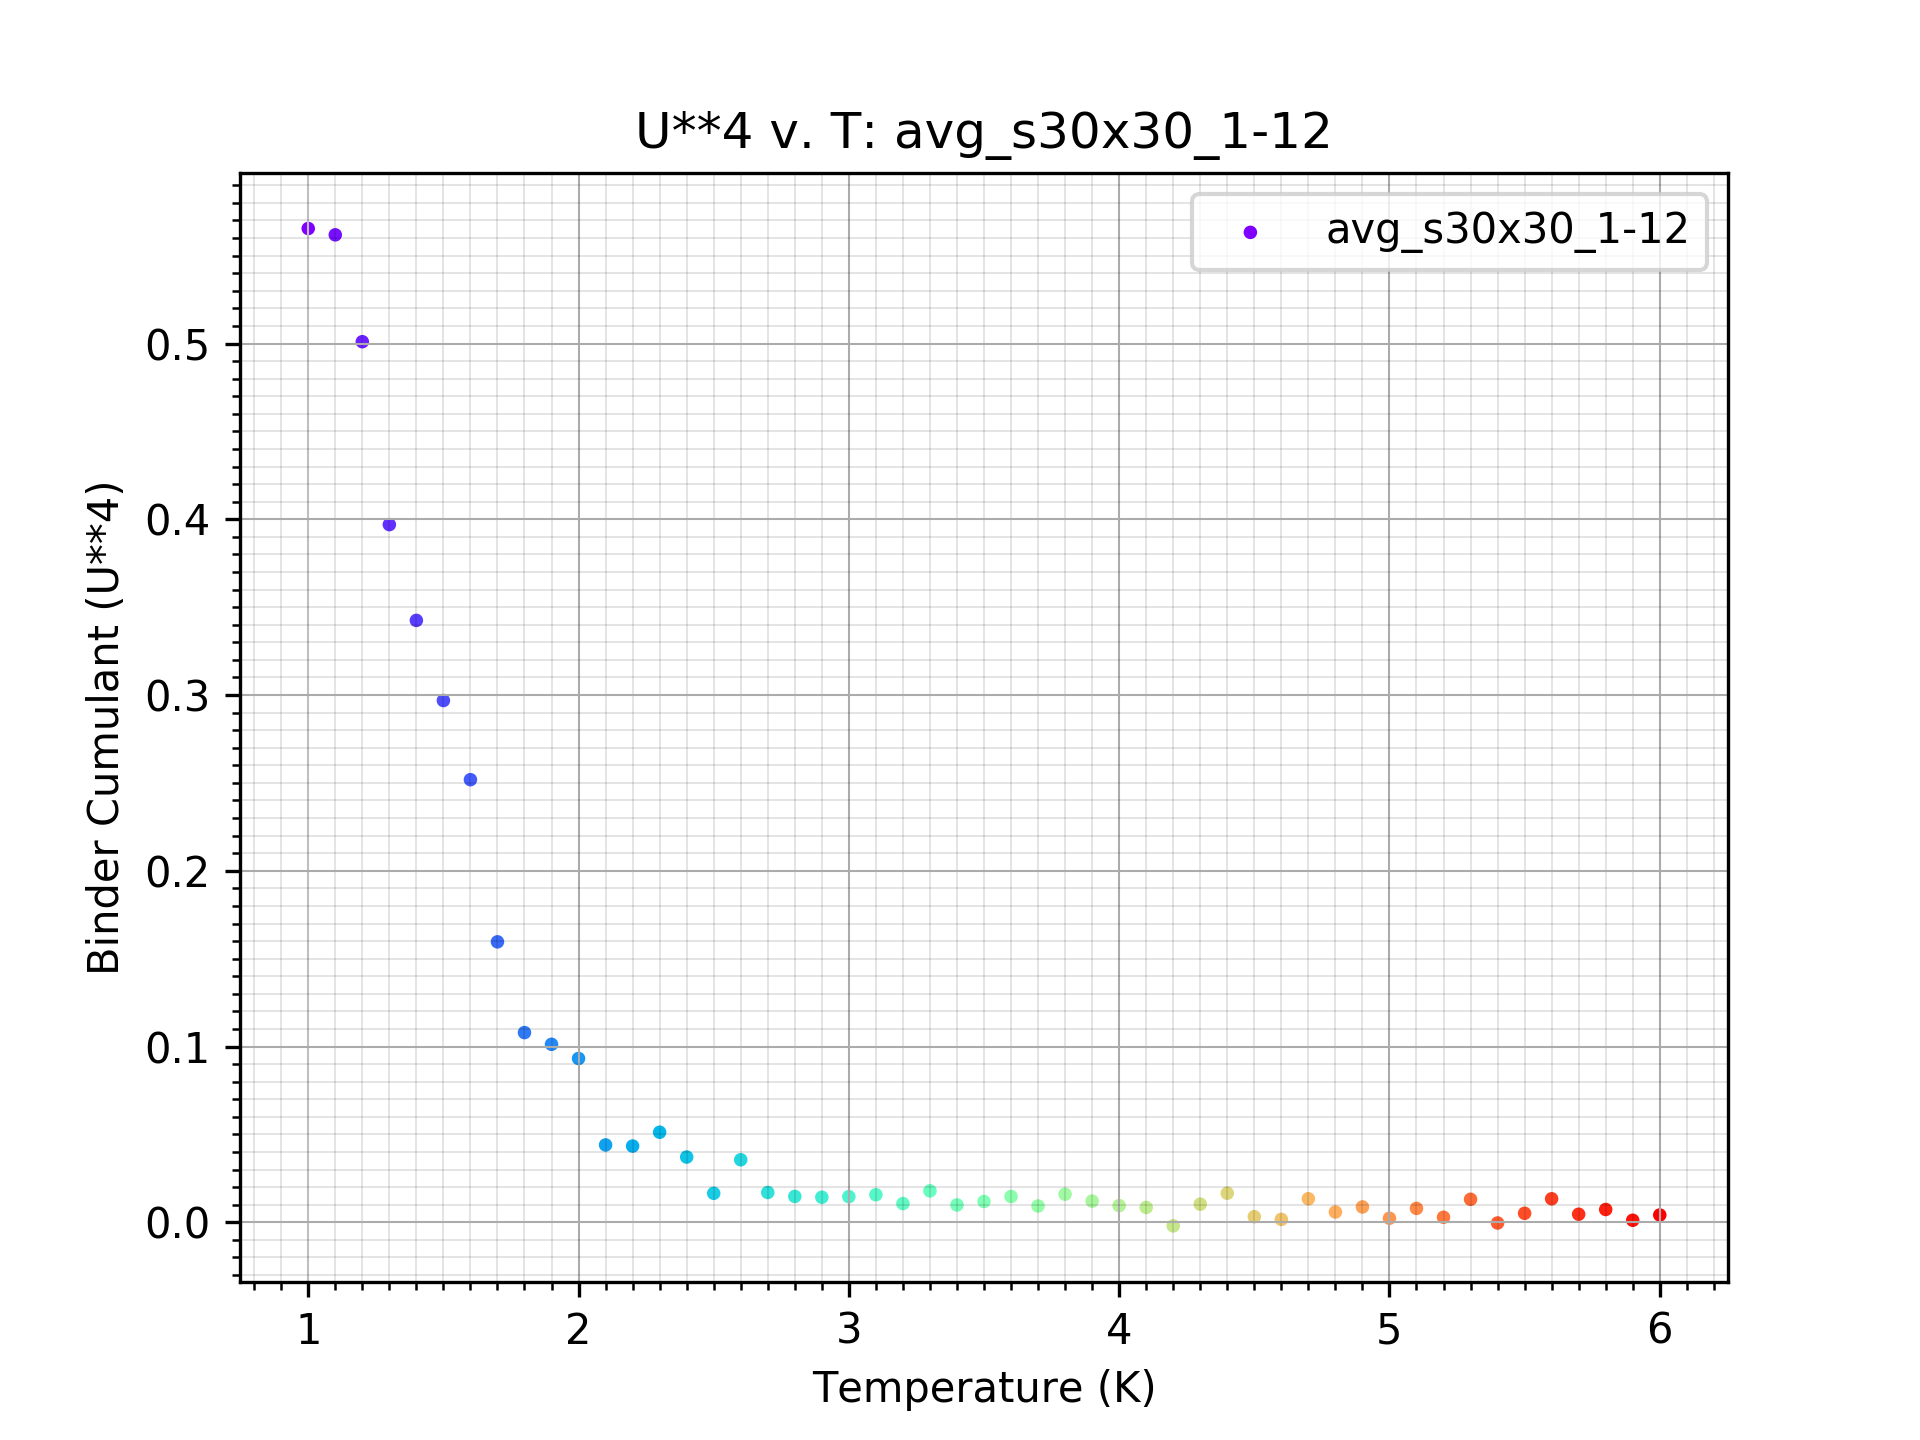 U**4 v. T: avg_s30x30_1-12
avg_s30x30_1-12
Binder Cumulant (U**4)
0.5
0.4
0.3
0.2
0.1
0.0
1 2 3 4 5 6
Temperature (K)